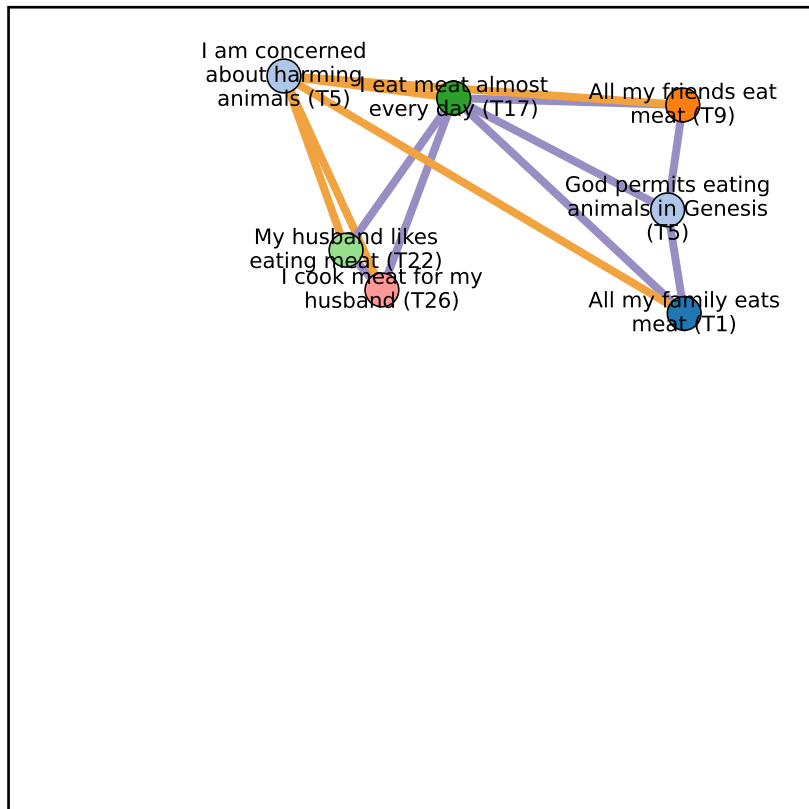 I am concerned
about harming
animals (T5)
I eat meat almost
every day (T17)
All my friends eat
meat (T9)
God permits eating
animals in Genesis
(T5)
My husband likes
eating meat (T22)
I cook meat for my
husband (T26)
All my family eats
meat (T1)